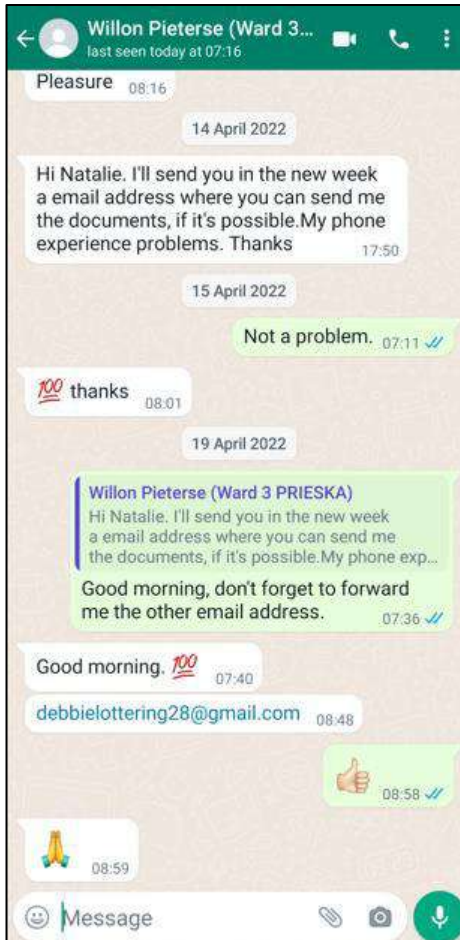 Willon Pieterse (Ward 3...
last seen today at 07:16
Pleasure 08:16
14 April 2022
Hi Natalie. I'll send you in the new week
a email address where you can send me
the documents, if it's possible.My phone
experience problems. Thanks 17:50
15 April 2022
Not a problem. 07:11
💯 thanks 08:01
19 April 2022
Willon Pieterse (Ward 3 PRIESKA)
Hi Natalie. I'll send you in the new week
a email address where you can send me
the documents, if it's possible.My phone exp...
Good morning, don't forget to forward
me the other email address. 07:36
Good morning. 💯 07:40
debbielottering28@gmail.com 08:48
08:58
08:59
Message